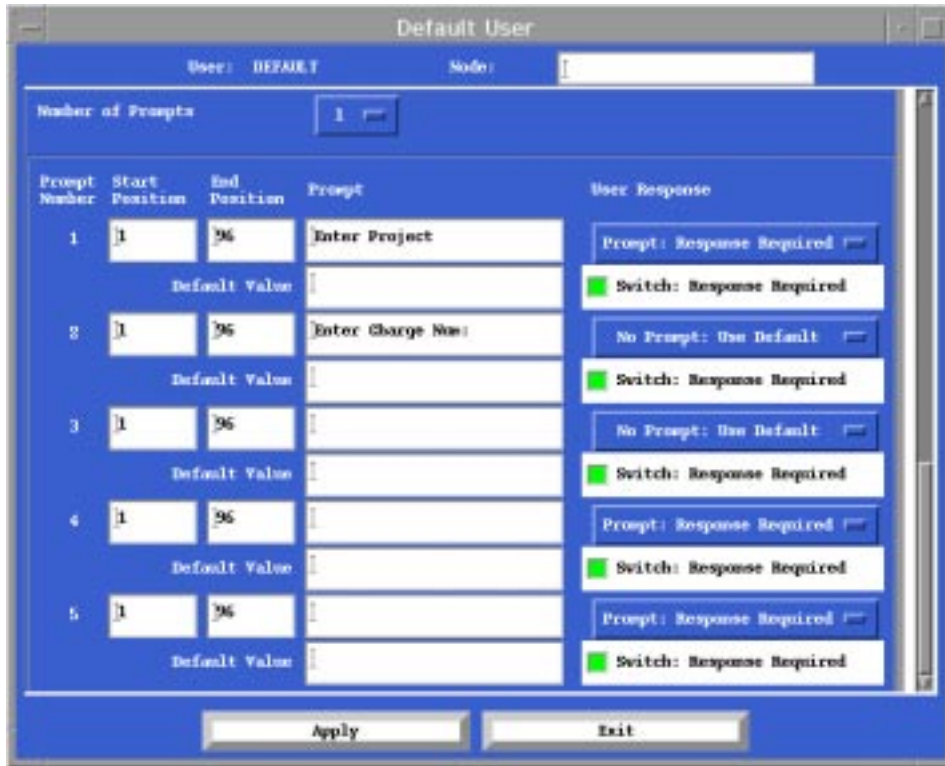 Default User
User: DEFAULT Node:
Number of Prompts 1
Prompt Number Start Position End Position Prompt User Response
1 1 96 Enter Project Prompt: Response Required
Default Value Switch: Response Required
2 1 96 Enter Charge Num: No Prompt: Use Default
Default Value Switch: Response Required
3 1 96 No Prompt: Use Default
Default Value Switch: Response Required
4 1 96 Prompt: Response Required
Default Value Switch: Response Required
5 1 96 Prompt: Response Required
Default Value Switch: Response Required
Apply Exit